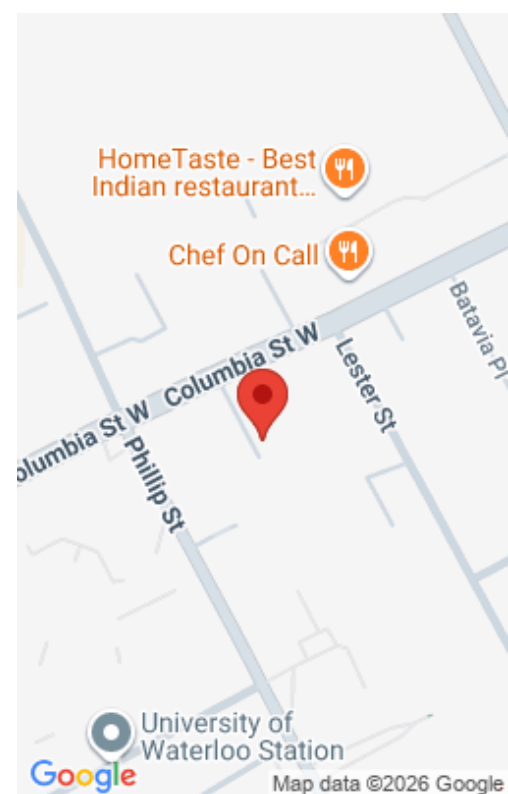 HomeTaste - Best
Indian restaurant...
Chef On Call
Columbia St W
Batavia Pl
Lester St
olumbia St W
Phillip St
University of
Waterloo Station
Google
Map data ©2026 Google